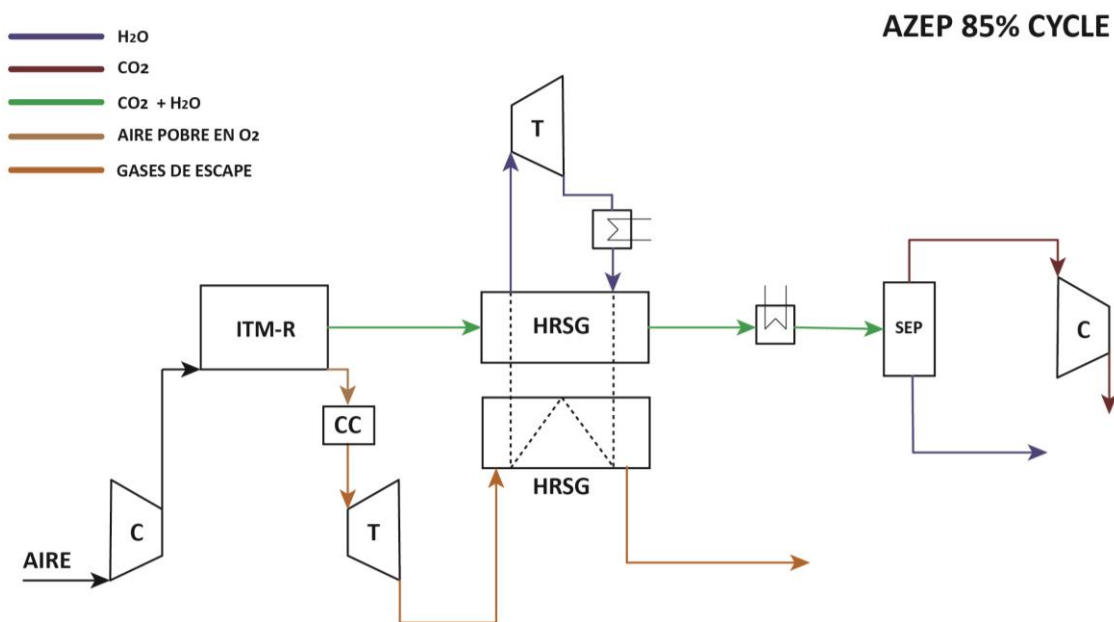 AZEP 85% CYCLE
H₂O
CO₂
CO₂ + H₂O
AIRE POBRE EN O₂
GASES DE ESCAPE
T
ITM-R
HRSG
SEP
C
CC
HRSG
C
T
AIRE